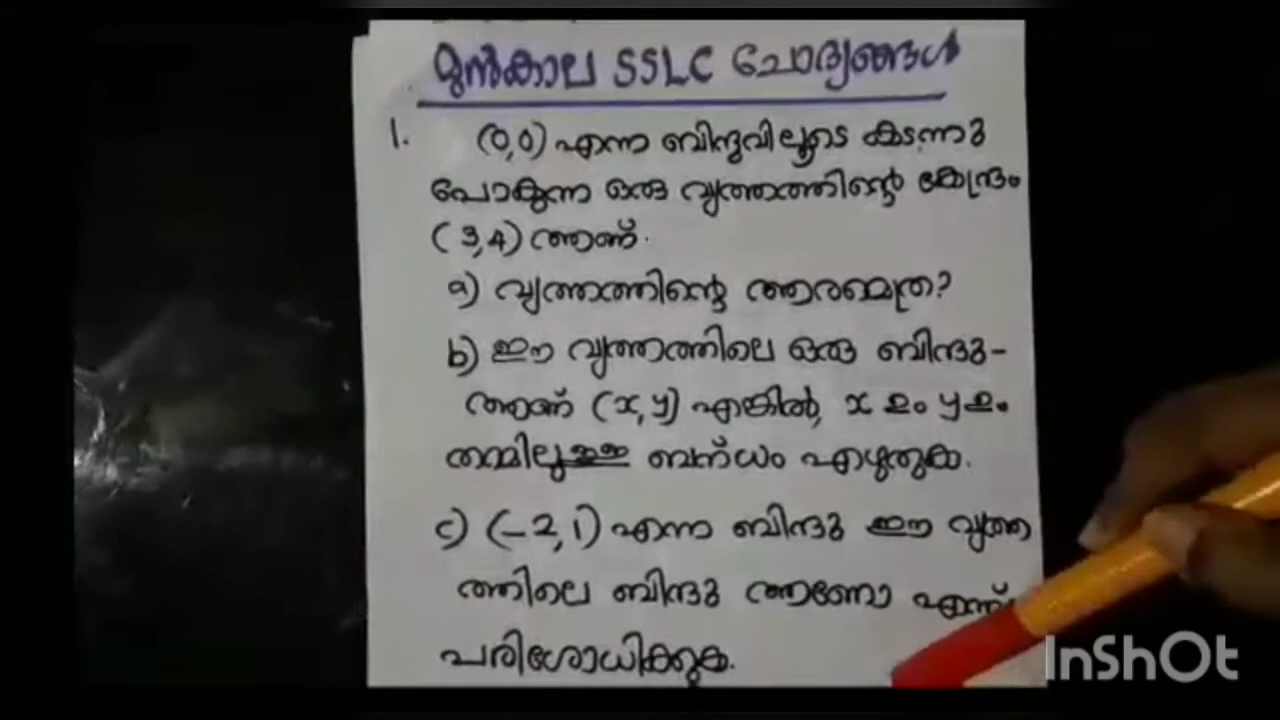 മുൻകാല SSLC ചോദ്യങ്ങൾ
1. (0,0) എന്ന ബിന്ദുവിലൂടെ കടന്നു
പോകുന്ന ഒരു വൃത്തത്തിന്റെ കേന്ദ്രം
(3,4) ആണ്.
a) വൃത്തത്തിന്റെ ആരമെത്ര?
b) ഈ വൃത്തത്തിലെ ഒരു ബിന്ദു-
ആണ് (x,y) എങ്കിൽ, x ഉം y ഉം
തമ്മിലുള്ള ബന്ധം എഴുതുക.
c) (-2,1) എന്ന ബിന്ദു ഈ വൃത്ത
ത്തിലെ ബിന്ദു ആണോ എന്ന്
പരിശോധിക്കുക.
InShOt